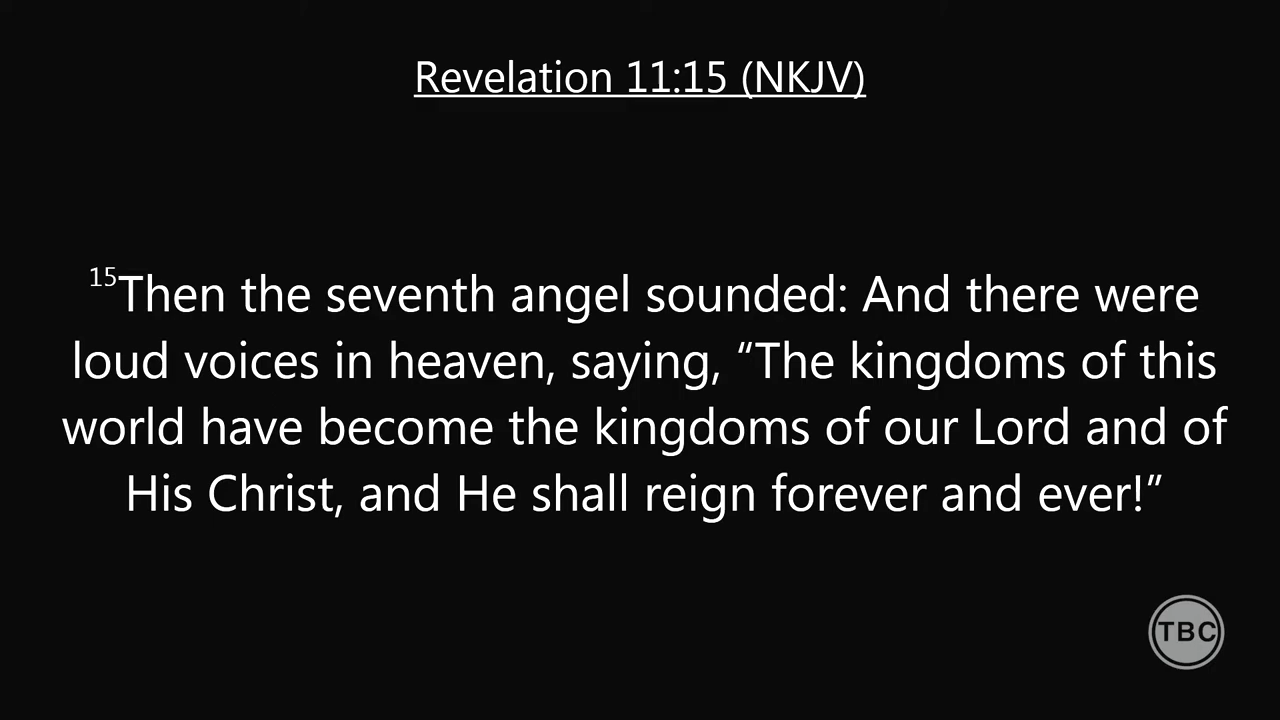 Revelation 11:15 (NKJV)
15Then the seventh angel sounded: And there were
loud voices in heaven, saying, “The kingdoms of this
world have become the kingdoms of our Lord and of
His Christ, and He shall reign forever and ever!”
TBC